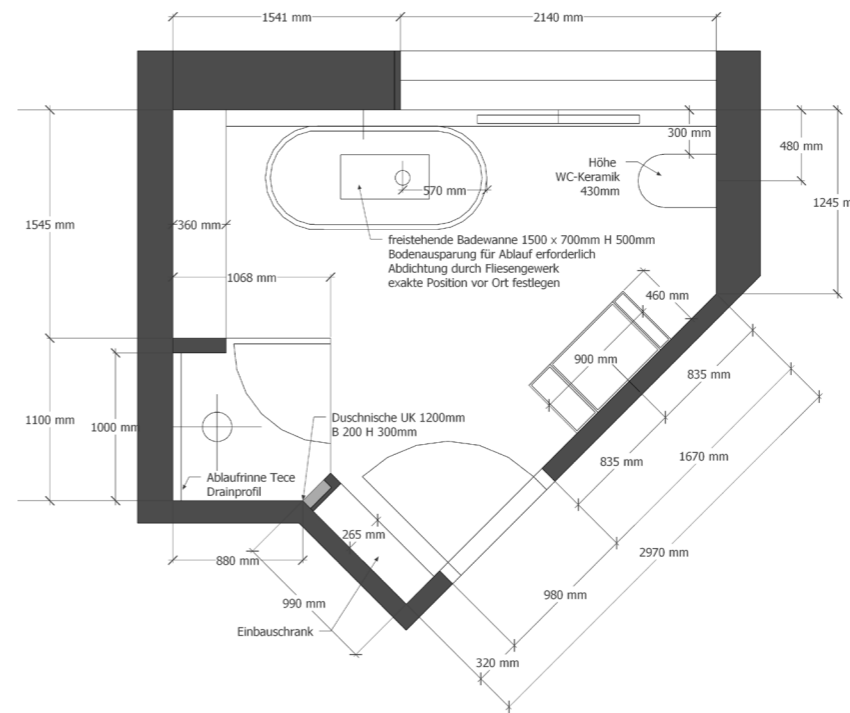 1541 mm
2140 mm
300 mm
480 mm
Höhe
WC-Keramik
430mm
570 mm
1245 m
1545 mm
360 mm
freistehende Badewanne 1500 x 700mm H 500mm
Bodenausparung für Ablauf erforderlich
Abdichtung durch Fliesengewerk
exakte Position vor Ort festlegen
1068 mm
460 mm
900 mm
835 mm
1100 mm
1000 mm
Duschnische UK 1200mm
B 200 H 300mm
835 mm
1670 mm
Ablaufrinne Tece
Drainprofil
265 mm
2970 mm
880 mm
990 mm
980 mm
Einbauschrank
320 mm